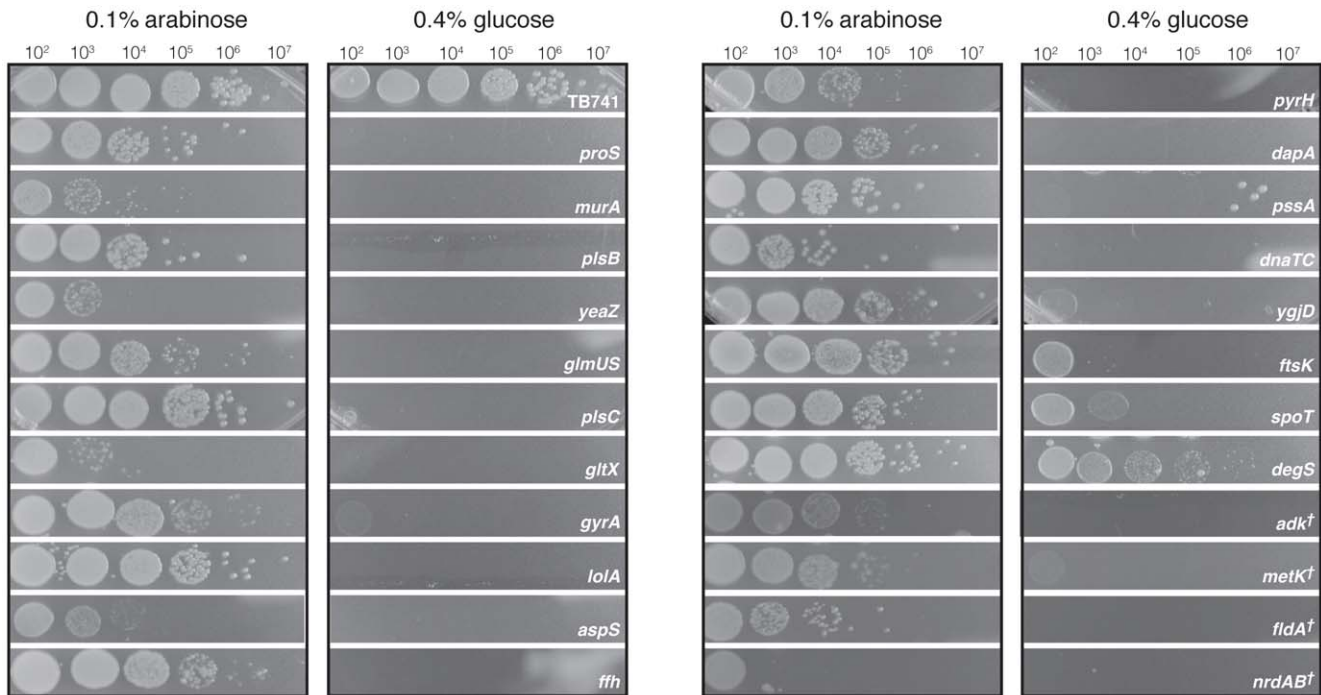 0.1% arabinose 0.4% glucose 0.1% arabinose 0.4% glucose
10² 10³ 10⁴ 10⁵ 10⁶ 10⁷ 10² 10³ 10⁴ 10⁵ 10⁶ 10⁷ 10² 10³ 10⁴ 10⁵ 10⁶ 10⁷ 10² 10³ 10⁴ 10⁵ 10⁶ 10⁷
TB741
proS
murA
plsB
yeaZ
glmUS
plsC
gltX
gyrA
lolA
aspS
ffh
pyrH
dapA
pssA
dnaTC
ygjD
ftsK
spoT
degS
adk†
metK†
fldA†
nrdAB†